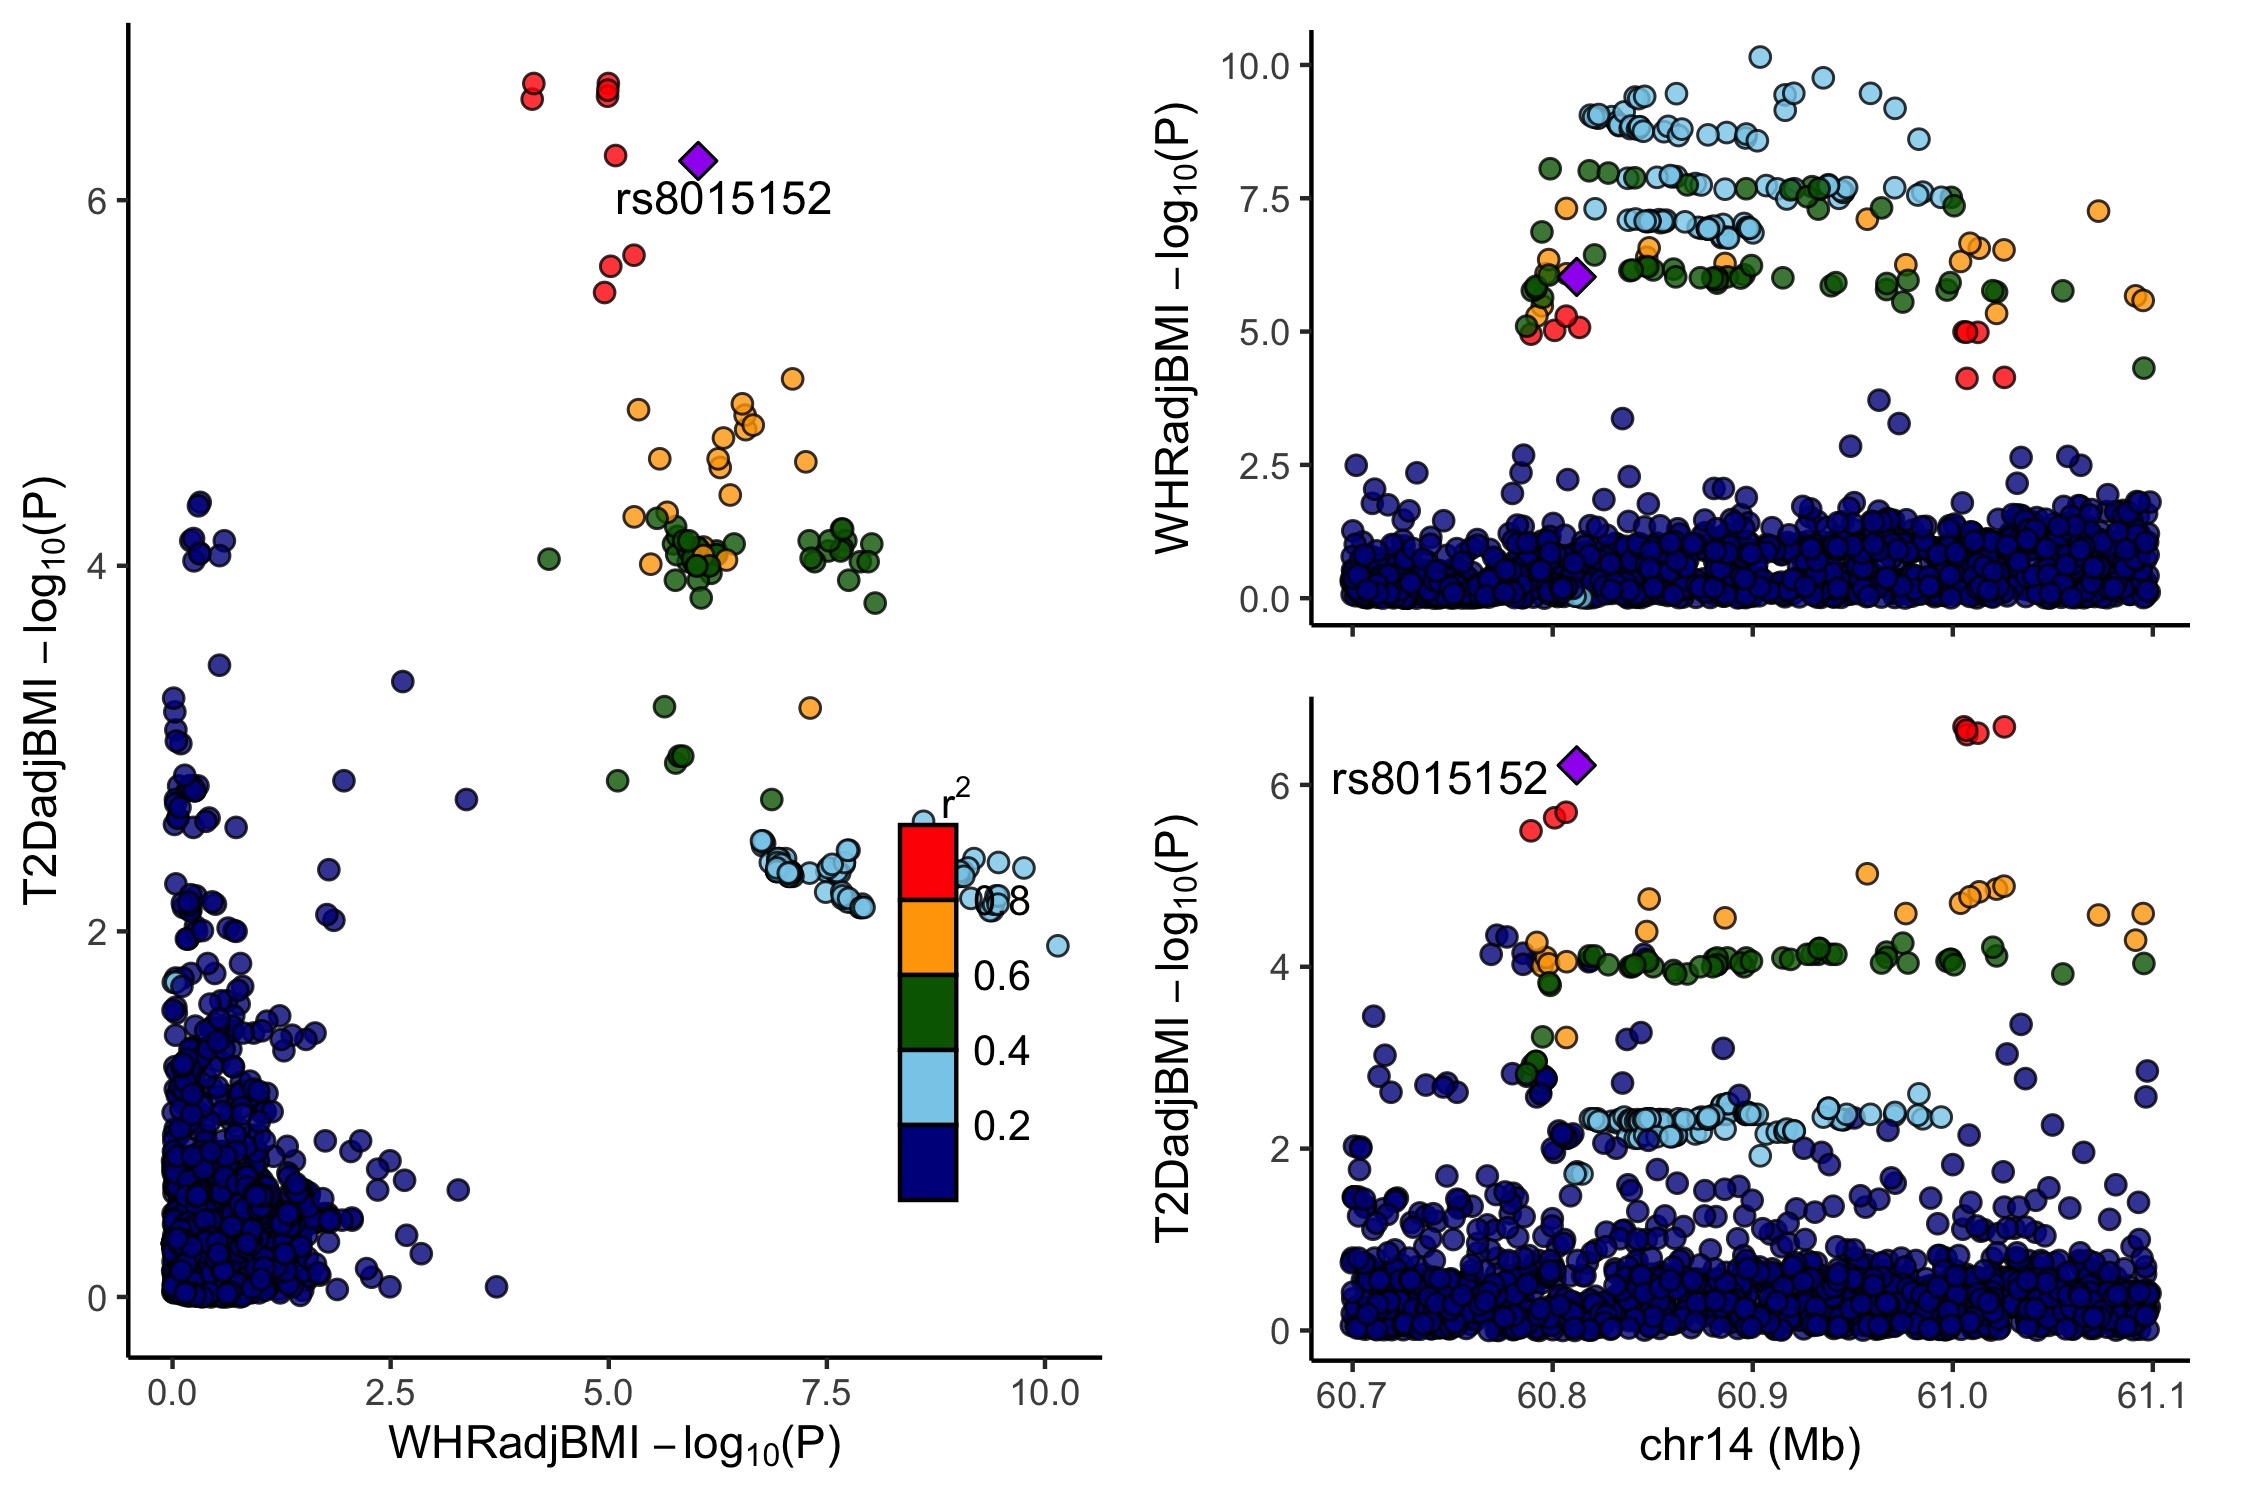 T2DadjBMI −log10(P)
6
4
2
0
rs8015152
r2
0.8
0.6
0.4
0.2
0.0 2.5 5.0 7.5 10.0
WHRadjBMI −log10(P)
WHRadjBMI −log10(P)
10.0
7.5
5.0
2.5
0.0
T2DadjBMI −log10(P)
rs8015152
6
4
2
0
60.7 60.8 60.9 61.0 61.1
chr14 (Mb)